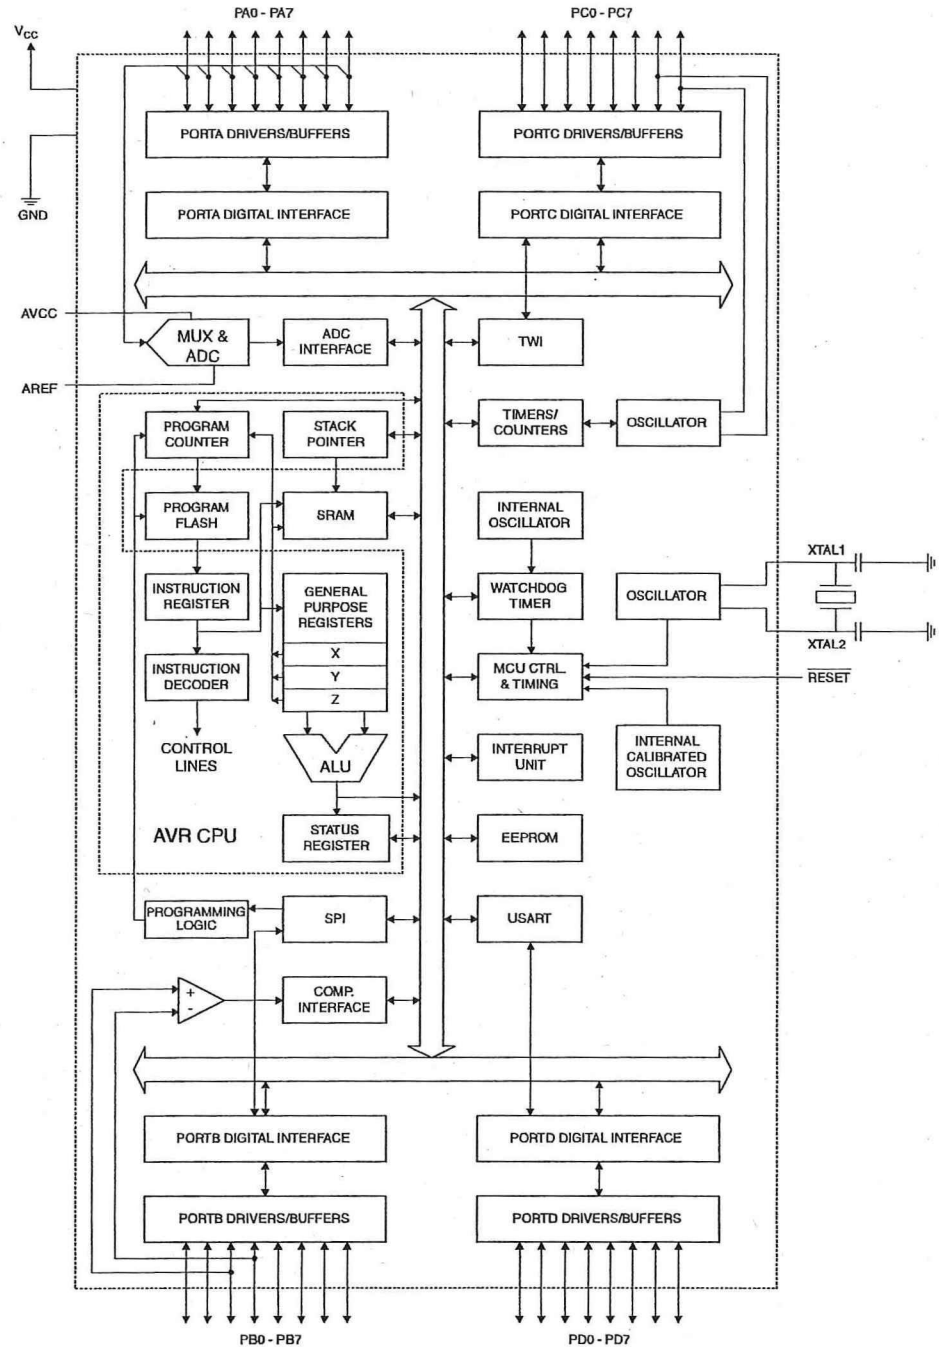 PA0 - PA7
PC0 - PC7
VCC
PORTA DRIVERS/BUFFERS
PORTC DRIVERS/BUFFERS
GND
PORTA DIGITAL INTERFACE
PORTC DIGITAL INTERFACE
AVCC
MUX &
ADC
ADC
INTERFACE
TWI
AREF
PROGRAM
COUNTER
STACK
POINTER
TIMERS/
COUNTERS
OSCILLATOR
PROGRAM
FLASH
SRAM
INTERNAL
OSCILLATOR
XTAL1
INSTRUCTION
REGISTER
GENERAL
PURPOSE
REGISTERS
WATCHDOG
TIMER
OSCILLATOR
XTAL2
X
Y
Z
INSTRUCTION
DECODER
MCU CTRL.
& TIMING
RESET
CONTROL
LINES
ALU
INTERRUPT
UNIT
INTERNAL
CALIBRATED
OSCILLATOR
AVR CPU
STATUS
REGISTER
EEPROM
PROGRAMMING
LOGIC
SPI
USART
+
-
COMP.
INTERFACE
PORTB DIGITAL INTERFACE
PORTD DIGITAL INTERFACE
PORTB DRIVERS/BUFFERS
PORTD DRIVERS/BUFFERS
PB0 - PB7
PD0 - PD7